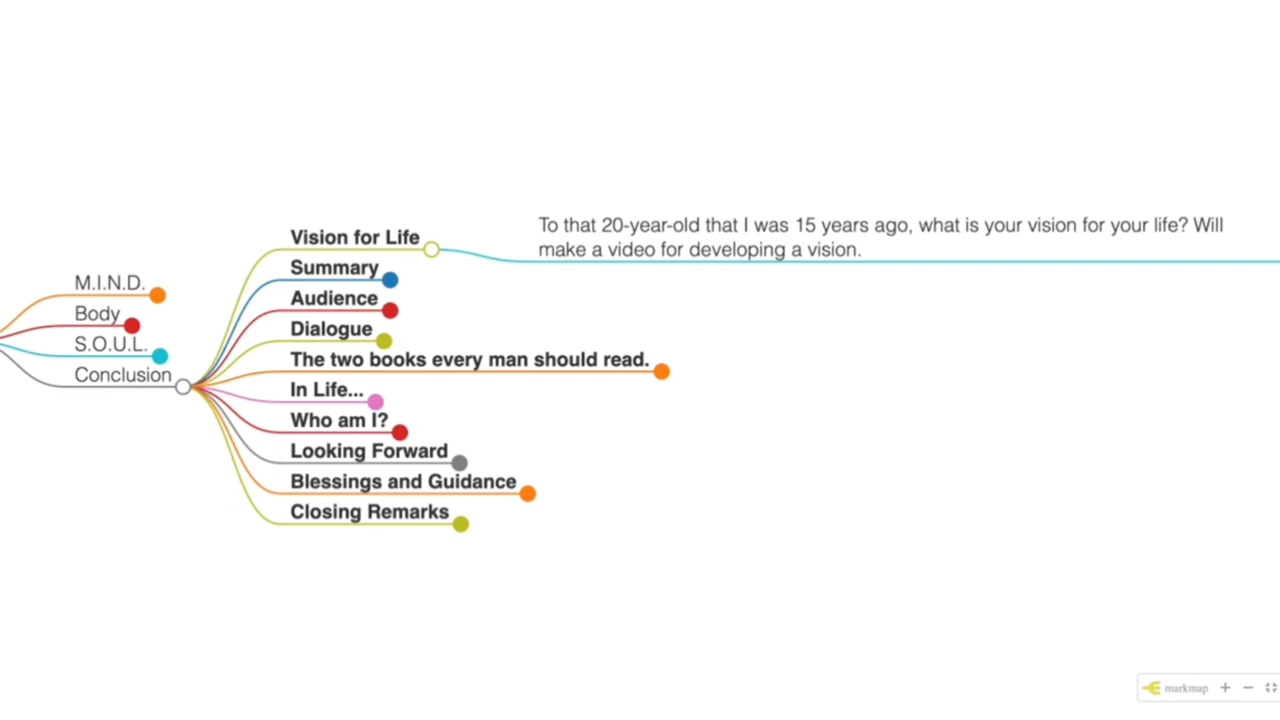 M.I.N.D.
Body
S.O.U.L.
Conclusion
Vision for Life
Summary
Audience
Dialogue
The two books every man should read.
In Life...
Who am I?
Looking Forward
Blessings and Guidance
Closing Remarks
To that 20-year-old that I was 15 years ago, what is your vision for your life? Will
make a video for developing a vision.
markmap